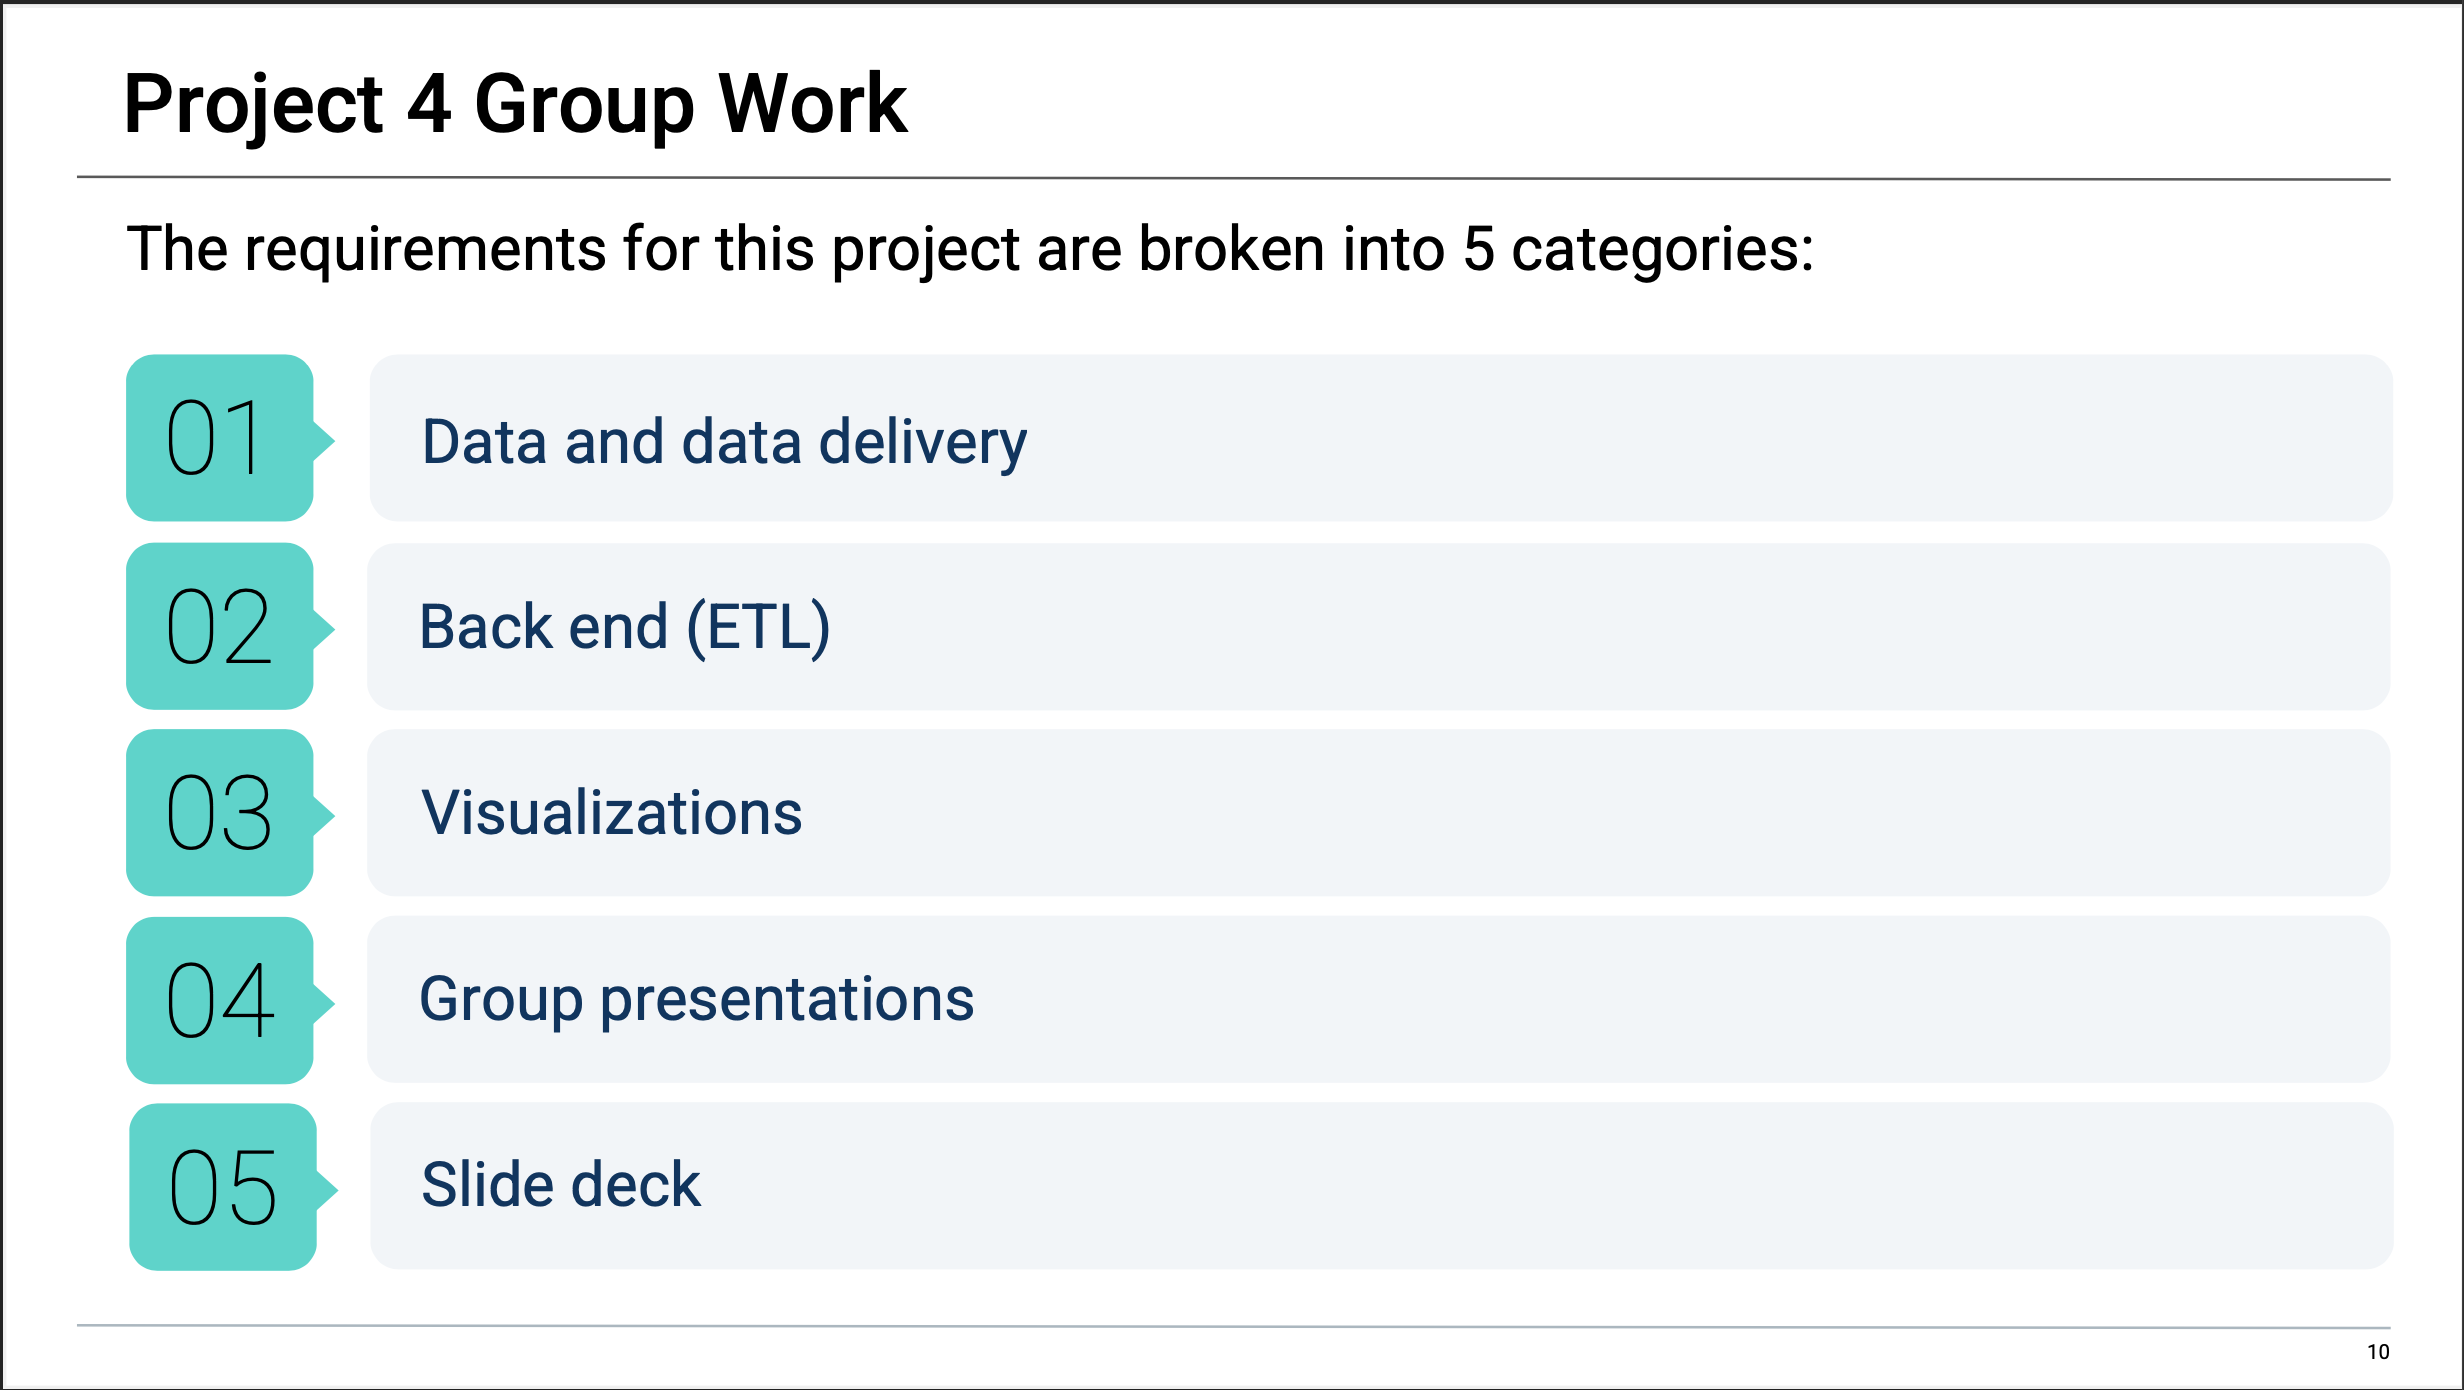 Project 4 Group Work
The requirements for this project are broken into 5 categories:
01
Data and data delivery
02
Back end (ETL)
03
Visualizations
04
Group presentations
05
Slide deck
10